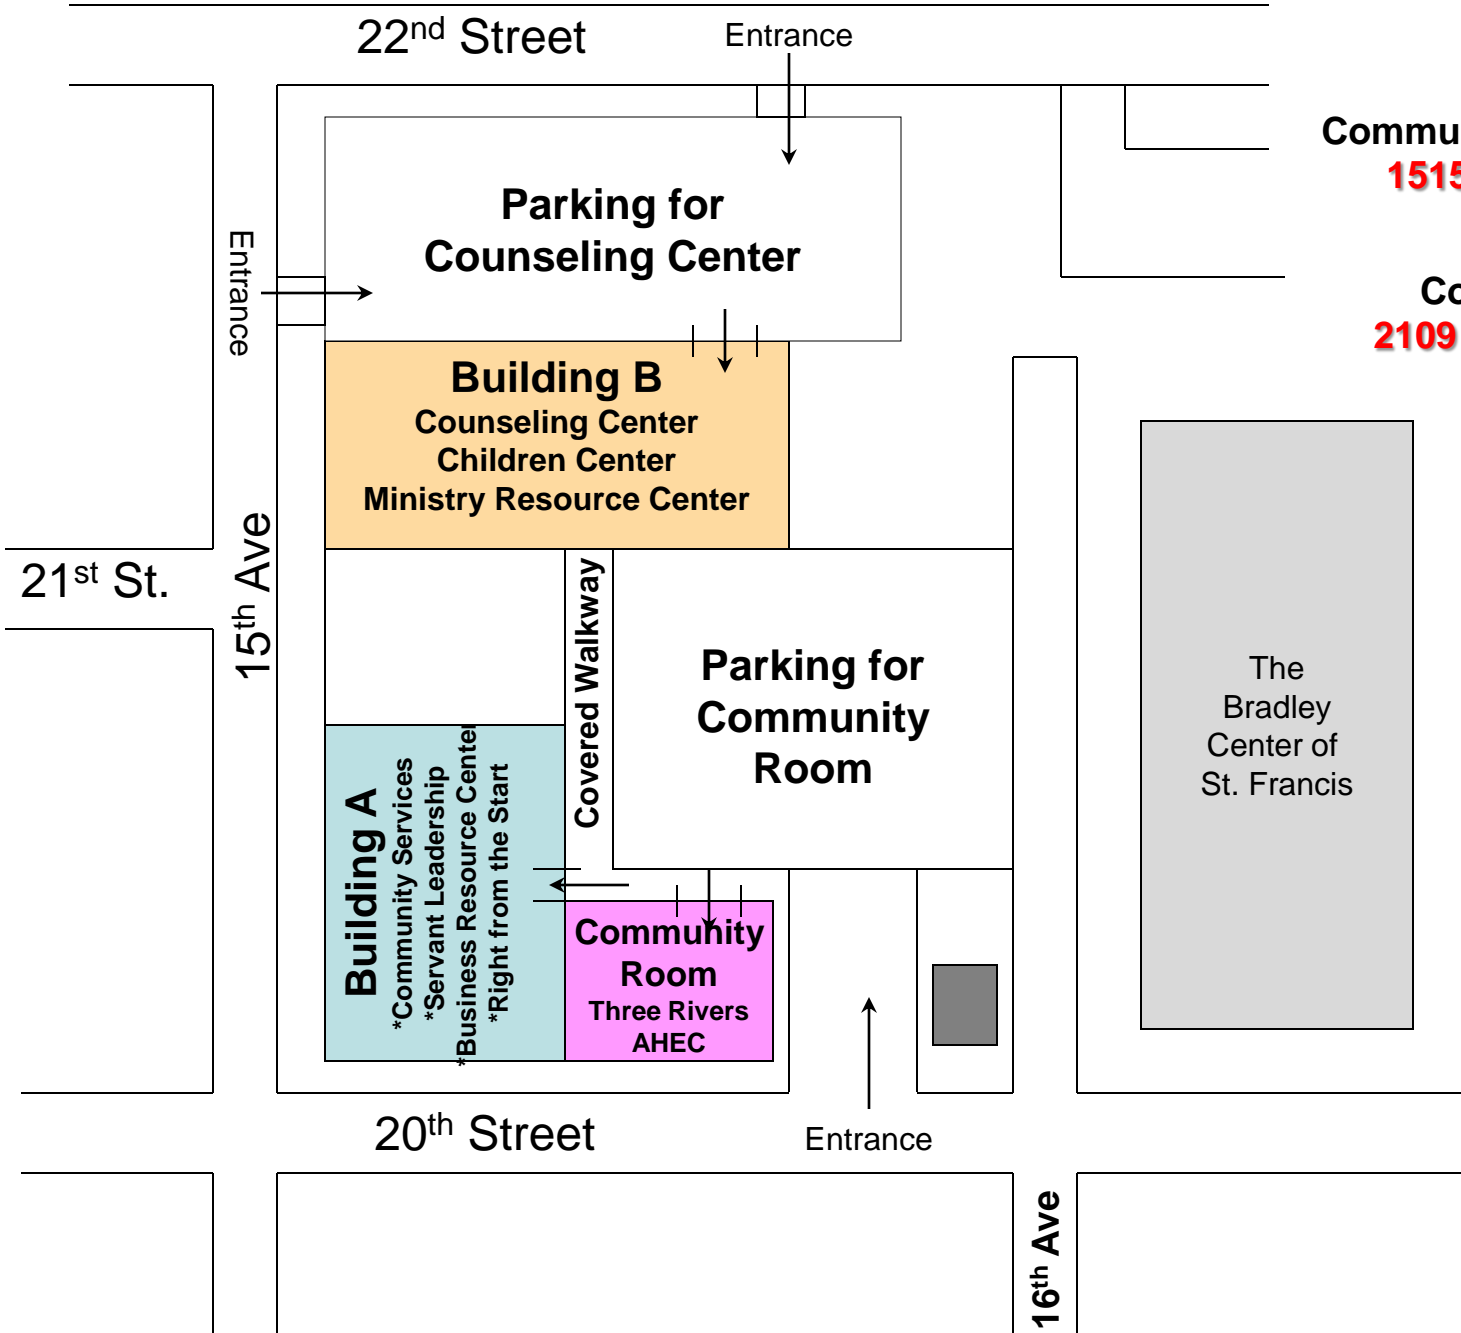 22nd Street
Entrance
Commu
1515
Parking for
Counseling Center
Entrance
Co
2109
Building B
Counseling Center
Children Center
Ministry Resource Center
21st St.
15th Ave
Covered Walkway
Parking for
Community
Room
The
Bradley
Center of
St. Francis
Building A
*Community Services
*Servant Leadership
*Business Resource Center
*Right from the Start
Community
Room
Three Rivers
AHEC
20th Street
Entrance
16th Ave